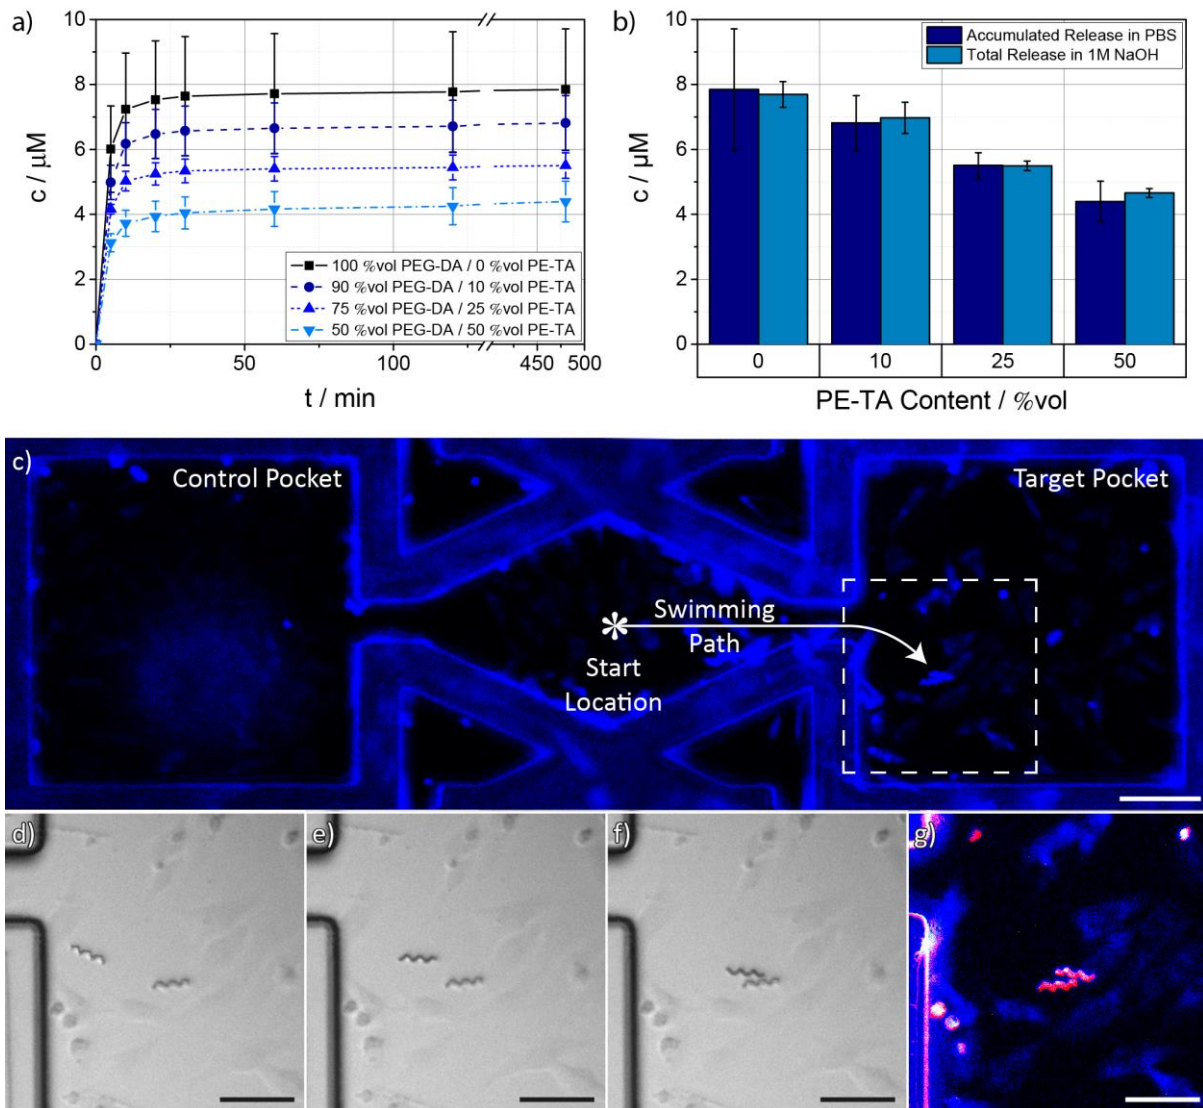 a)
10
8
6
4
2
0
c / μM
100 %vol PEG-DA / 0 %vol PE-TA
90 %vol PEG-DA / 10 %vol PE-TA
75 %vol PEG-DA / 25 %vol PE-TA
50 %vol PEG-DA / 50 %vol PE-TA
0 50 100 450 500
t / min
b)
10
8
6
4
2
0
c / μM
Accumulated Release in PBS
Total Release in 1M NaOH
0 10 25 50
PE-TA Content / %vol
c)
Control Pocket
Target Pocket
Swimming
Path
*
Start
Location
d)
e)
f)
g)